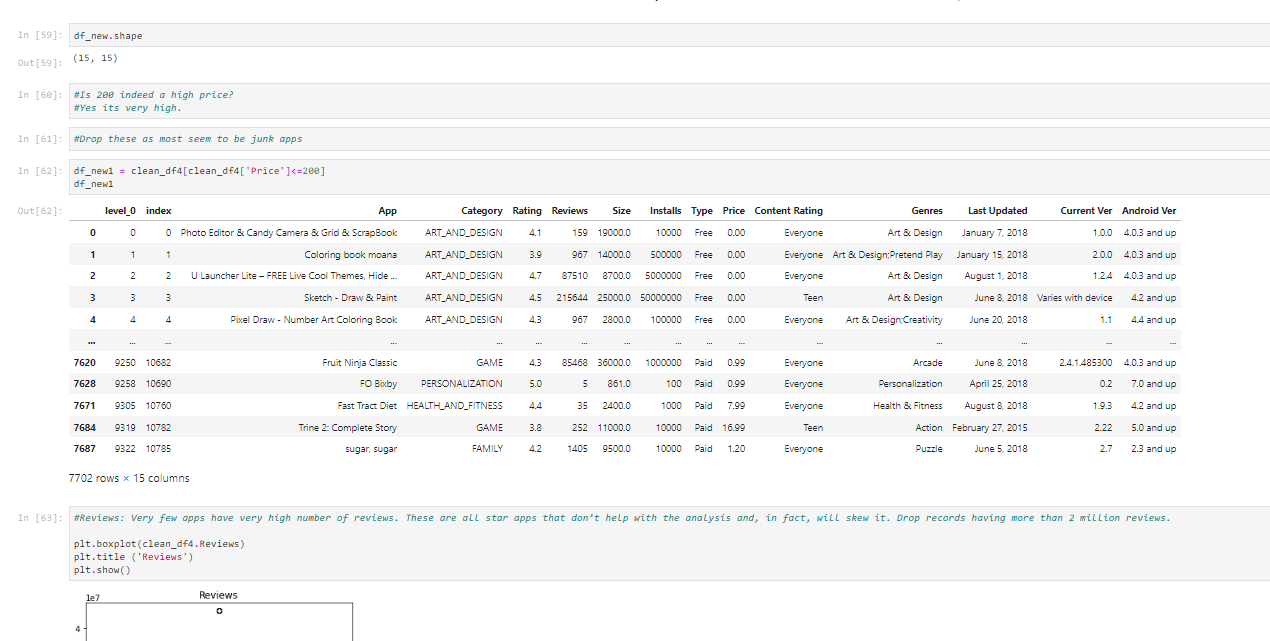 In [59]: df_new.shape
Out[59]: (15, 15)
In [60]: #Is 200 indeed a high price?
#Yes its very high.
In [61]: #Drop these as most seem to be junk apps
In [62]: df_new1 = clean_df4[clean_df4['Price']<=200]
df_new1
Out[62]:
level_0 index App Category Rating Reviews Size Installs Type Price Content Rating Genres Last Updated Current Ver Android Ver
0 0 0 Photo Editor & Candy Camera & Grid & ScrapBook ART_AND_DESIGN 4.1 159 19000.0 10000 Free 0.00 Everyone Art & Design January 7, 2018 1.0.0 4.0.3 and up
1 1 1 Coloring book moana ART_AND_DESIGN 3.9 967 14000.0 500000 Free 0.00 Everyone Art & Design;Pretend Play January 15, 2018 2.0.0 4.0.3 and up
2 2 2 U Launcher Lite – FREE Live Cool Themes, Hide ... ART_AND_DESIGN 4.7 87510 8700.0 5000000 Free 0.00 Everyone Art & Design August 1, 2018 1.2.4 4.0.3 and up
3 3 3 Sketch - Draw & Paint ART_AND_DESIGN 4.5 215644 25000.0 50000000 Free 0.00 Teen Art & Design June 8, 2018 Varies with device 4.2 and up
4 4 4 Pixel Draw - Number Art Coloring Book ART_AND_DESIGN 4.3 967 2800.0 100000 Free 0.00 Everyone Art & Design;Creativity June 20, 2018 1.1 4.4 and up
... ... ... ... ... ... ... ... ... ... ... ... ... ... ... ...
7620 9250 10682 Fruit Ninja Classic GAME 4.3 85468 36000.0 1000000 Paid 0.99 Everyone Arcade June 8, 2018 2.4.1.485300 4.0.3 and up
7628 9258 10690 FO Bixby PERSONALIZATION 5.0 5 861.0 100 Paid 0.99 Everyone Personalization April 25, 2018 0.2 7.0 and up
7671 9305 10760 Fast Tract Diet HEALTH_AND_FITNESS 4.4 35 2400.0 1000 Paid 7.99 Everyone Health & Fitness August 8, 2018 1.9.3 4.2 and up
7684 9319 10782 Trine 2: Complete Story GAME 3.8 252 11000.0 10000 Paid 16.99 Teen Action February 27, 2015 2.22 5.0 and up
7687 9322 10785 sugar, sugar FAMILY 4.2 1405 9500.0 10000 Paid 1.20 Everyone Puzzle June 5, 2018 2.7 2.3 and up
7702 rows × 15 columns
In [63]: #Reviews: Very few apps have very high number of reviews. These are all star apps that don’t help with the analysis and, in fact, will skew it. Drop records having more than 2 million reviews.
plt.boxplot(clean_df4.Reviews)
plt.title ('Reviews')
plt.show()
1e7 Reviews
4